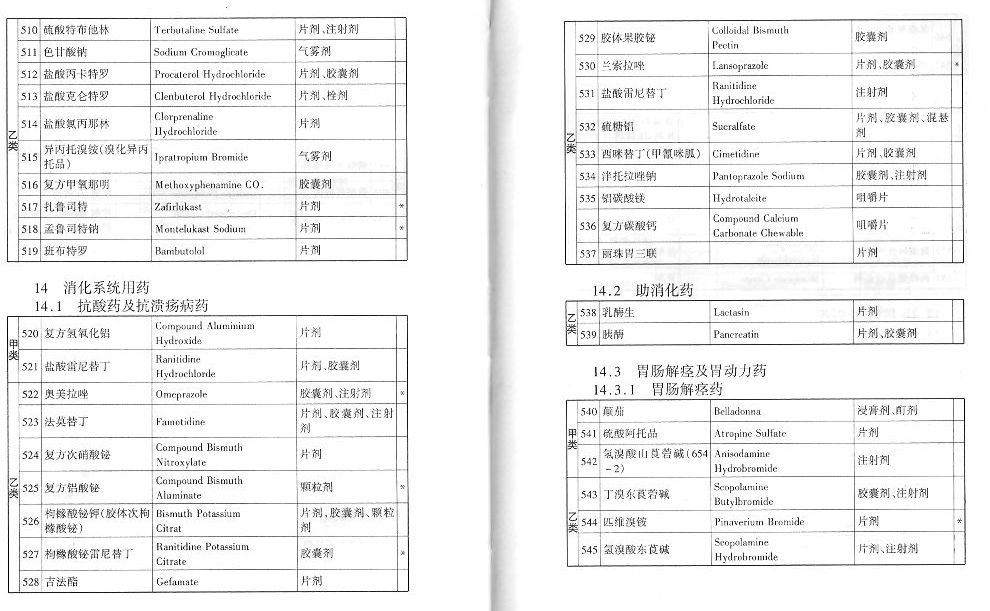 乙类
510 硫酸特布他林 Terbutaline Sulfate 片剂、注射剂
511 色甘酸钠 Sodium Cromoglicate 气雾剂
512 盐酸丙卡特罗 Procaterol Hydrochloride 片剂、胶囊剂
513 盐酸克仑特罗 Clenbuterol Hydrochloride 片剂、栓剂
514 盐酸氯丙那林 Clorprenaline
Hydrochloride 片剂
515 异丙托溴铵(溴化异丙
托品) Ipratropium Bromide 气雾剂
516 复方甲氧那明 Methoxyphenamine CO. 胶囊剂
517 扎鲁司特 Zafirlukast 片剂 *
518 孟鲁司特钠 Montelukast Sodium 片剂 *
519 班布特罗 Bambutolol 片剂
14 消化系统用药
14.1 抗酸药及抗溃疡病药
甲类
520 复方氢氧化铝 Compound Aluminium
Hydroxide 片剂
521 盐酸雷尼替丁 Ranitidine
Hydrochlorde 片剂、胶囊剂
乙类
522 奥美拉唑 Omeprazole 胶囊剂、注射剂 *
523 法莫替丁 Famotidine 片剂、胶囊剂、注射
剂
524 复方次硝酸铋 Compound Bismuth
Nitroxylate 片剂
525 复方铝酸铋 Compound Bismuth
Aluminate 颗粒剂 *
526 枸橼酸铋钾(胶体次枸
橼酸铋) Bismuth Potassium
Citrat 片剂、胶囊剂、颗粒
剂
527 枸橼酸铋雷尼替丁 Ranitidine Potassium
Citrate 胶囊剂 *
528 吉法酯 Gefamate 片剂
乙类
529 胶体果胶铋 Colloidal Bismuth
Pectin 胶囊剂
530 兰索拉唑 Lansoprazole 片剂、胶囊剂 *
531 盐酸雷尼替丁 Ranitidine
Hydrochloride 注射剂
532 硫糖铝 Sucralfate 片剂、胶囊剂、混悬
剂
533 西咪替丁(甲氰咪胍) Cimetidine 片剂、胶囊剂
534 泮托拉唑钠 Pantoprazole Sodium 胶囊剂、注射剂
535 铝碳酸镁 Hydrotalcite 咀嚼片
536 复方碳酸钙 Compound Calcium
Carbonate Chewable 咀嚼片
537 丽珠胃三联 片剂
14.2 助消化药
乙类
538 乳酶生 Lactasin 片剂
539 胰酶 Pancreatin 片剂、胶囊剂
14.3 胃肠解痉及胃动力药
14.3.1 胃肠解痉药
甲类
540 颠茄 Belladonna 浸膏剂、酊剂
541 硫酸阿托品 Atropine Sulfate 片剂
542 氢溴酸山莨菪碱(654
-2) Anisodamine
Hydrobromide 注射剂
乙类
543 丁溴东莨菪碱 Scopolamine
Butylbromide 胶囊剂、注射剂
544 匹维溴铵 Pinaverium Bromide 片剂 *
545 氢溴酸东莨碱 Scopolamine
Hydrobromide 片剂、注射剂